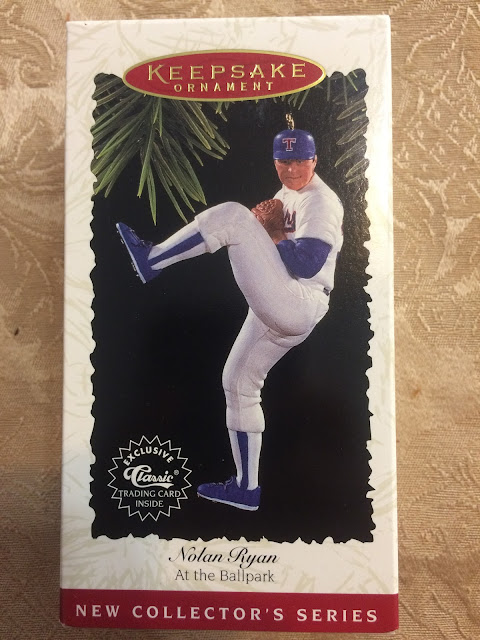 KEEPSAKE
ORNAMENT
T
EXCLUSIVE
Classic®
TRADING CARD
INSIDE
Nolan Ryan
At the Ballpark
NEW COLLECTOR'S SERIES